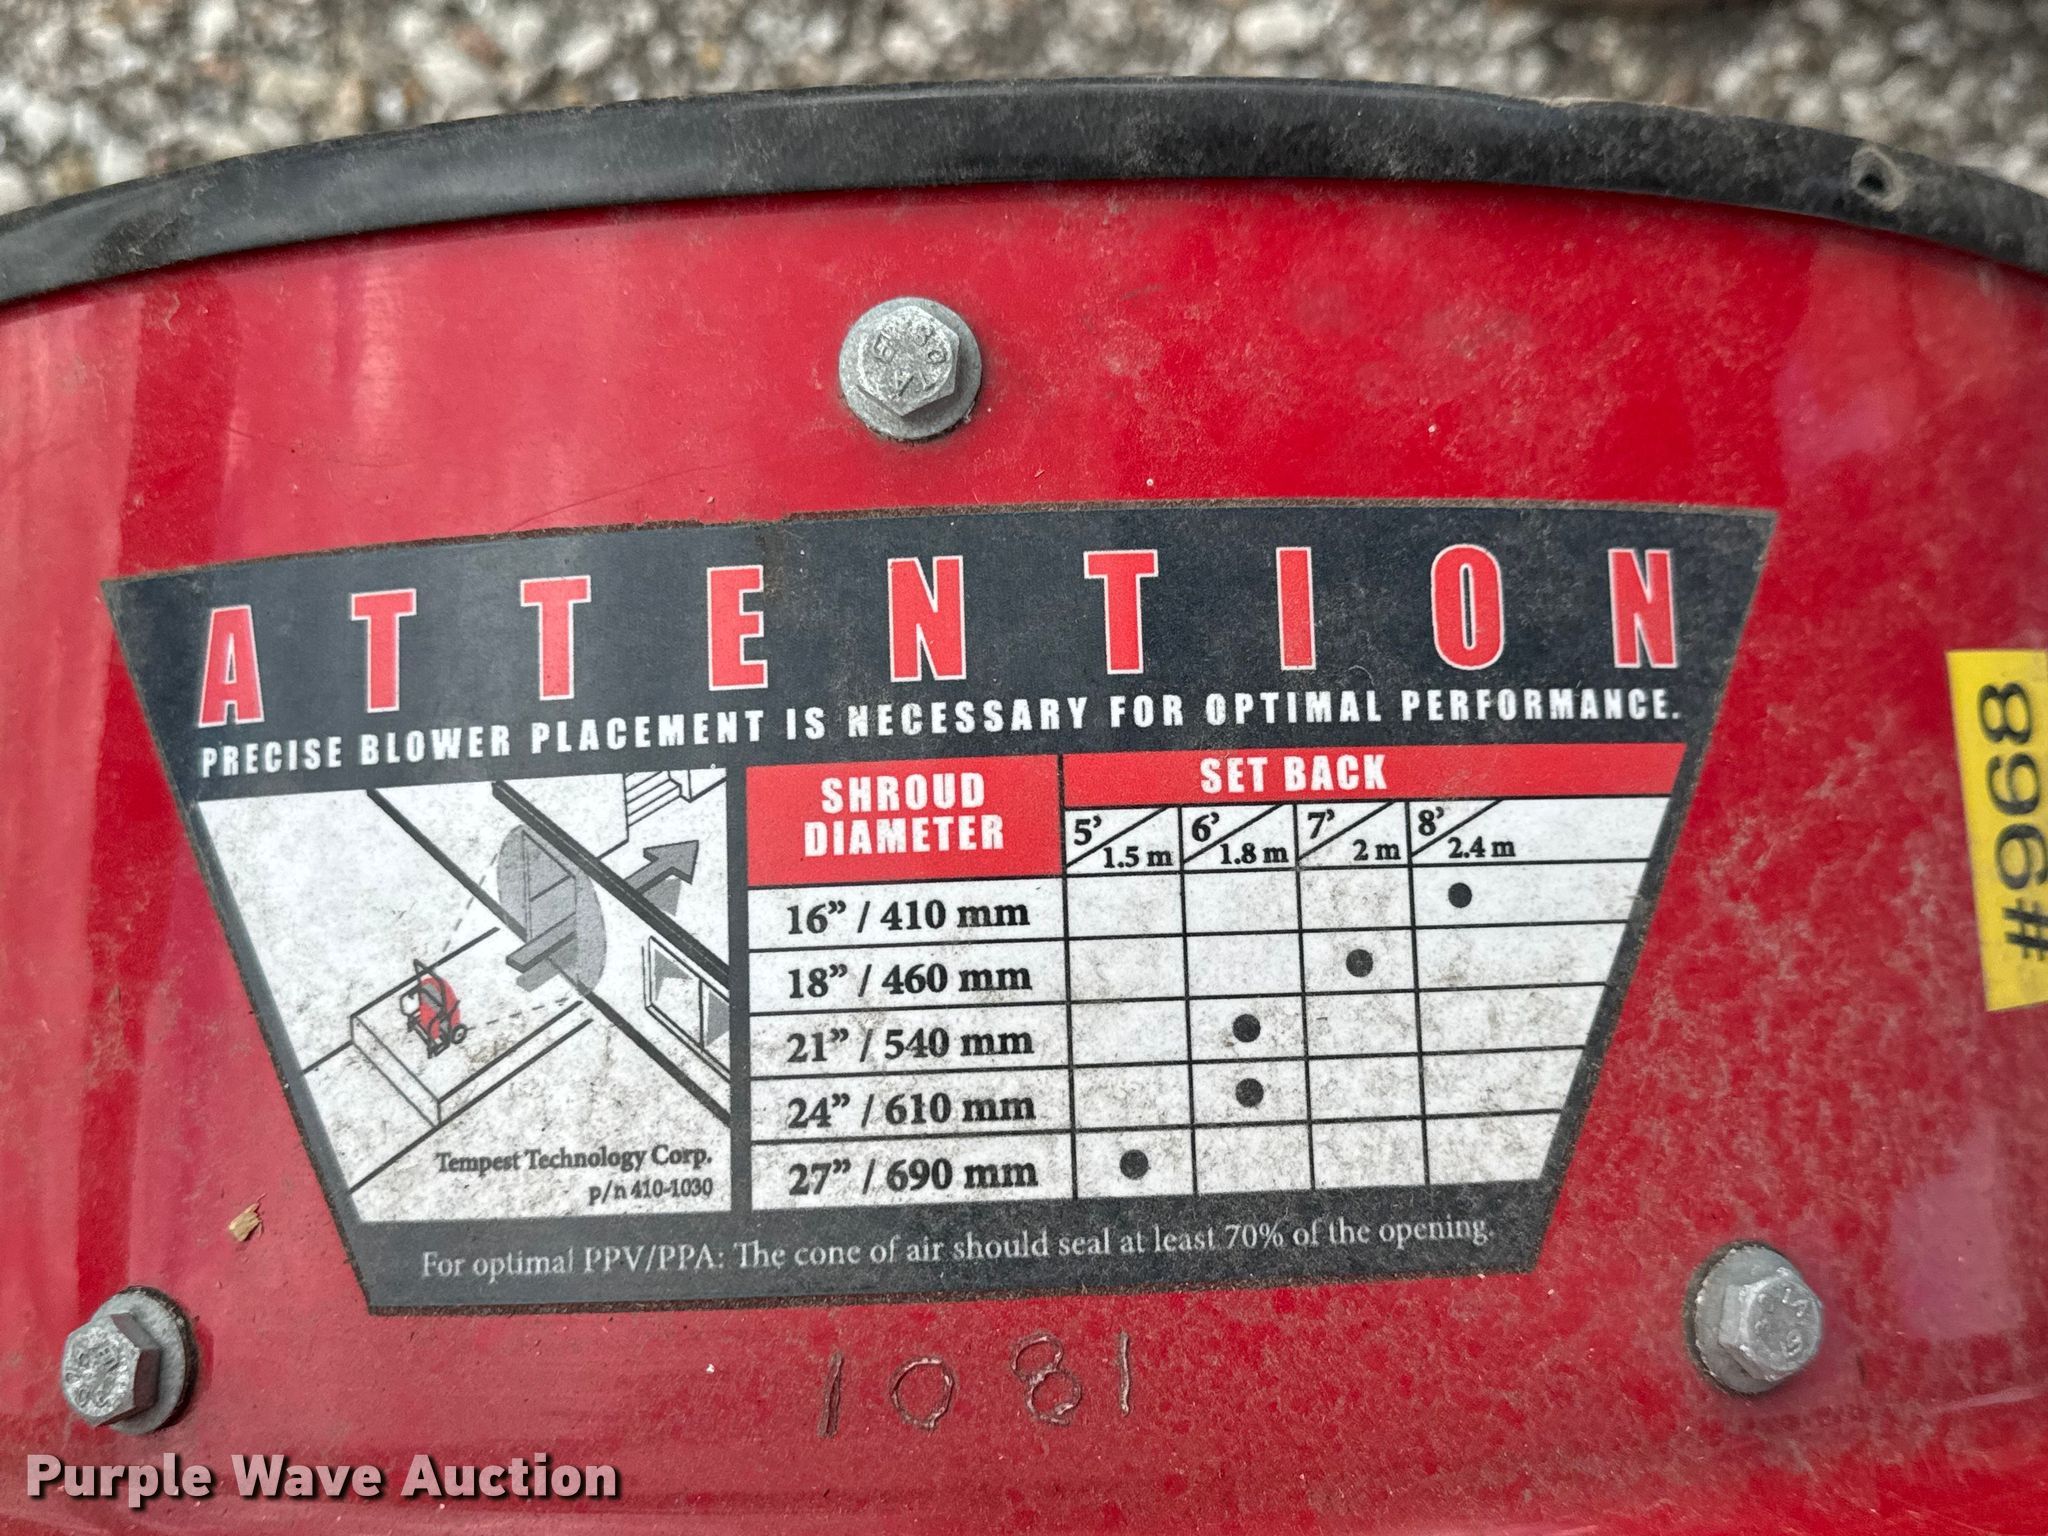 ATTENTION
PRECISE BLOWER PLACEMENT IS NECESSARY FOR OPTIMAL PERFORMANCE.
SHROUD DIAMETER SET BACK
5’ 1.5 m 6’ 1.8 m 7’ 2 m 8’ 2.4 m
16” / 410 mm ●
18” / 460 mm ●
21” / 540 mm ●
24” / 610 mm ●
27” / 690 mm ●
Tempest Technology Corp.
p/n 410-1030
For optimal PPV/PPA: The cone of air should seal at least 70% of the opening.
#968
1081
Purple Wave Auction